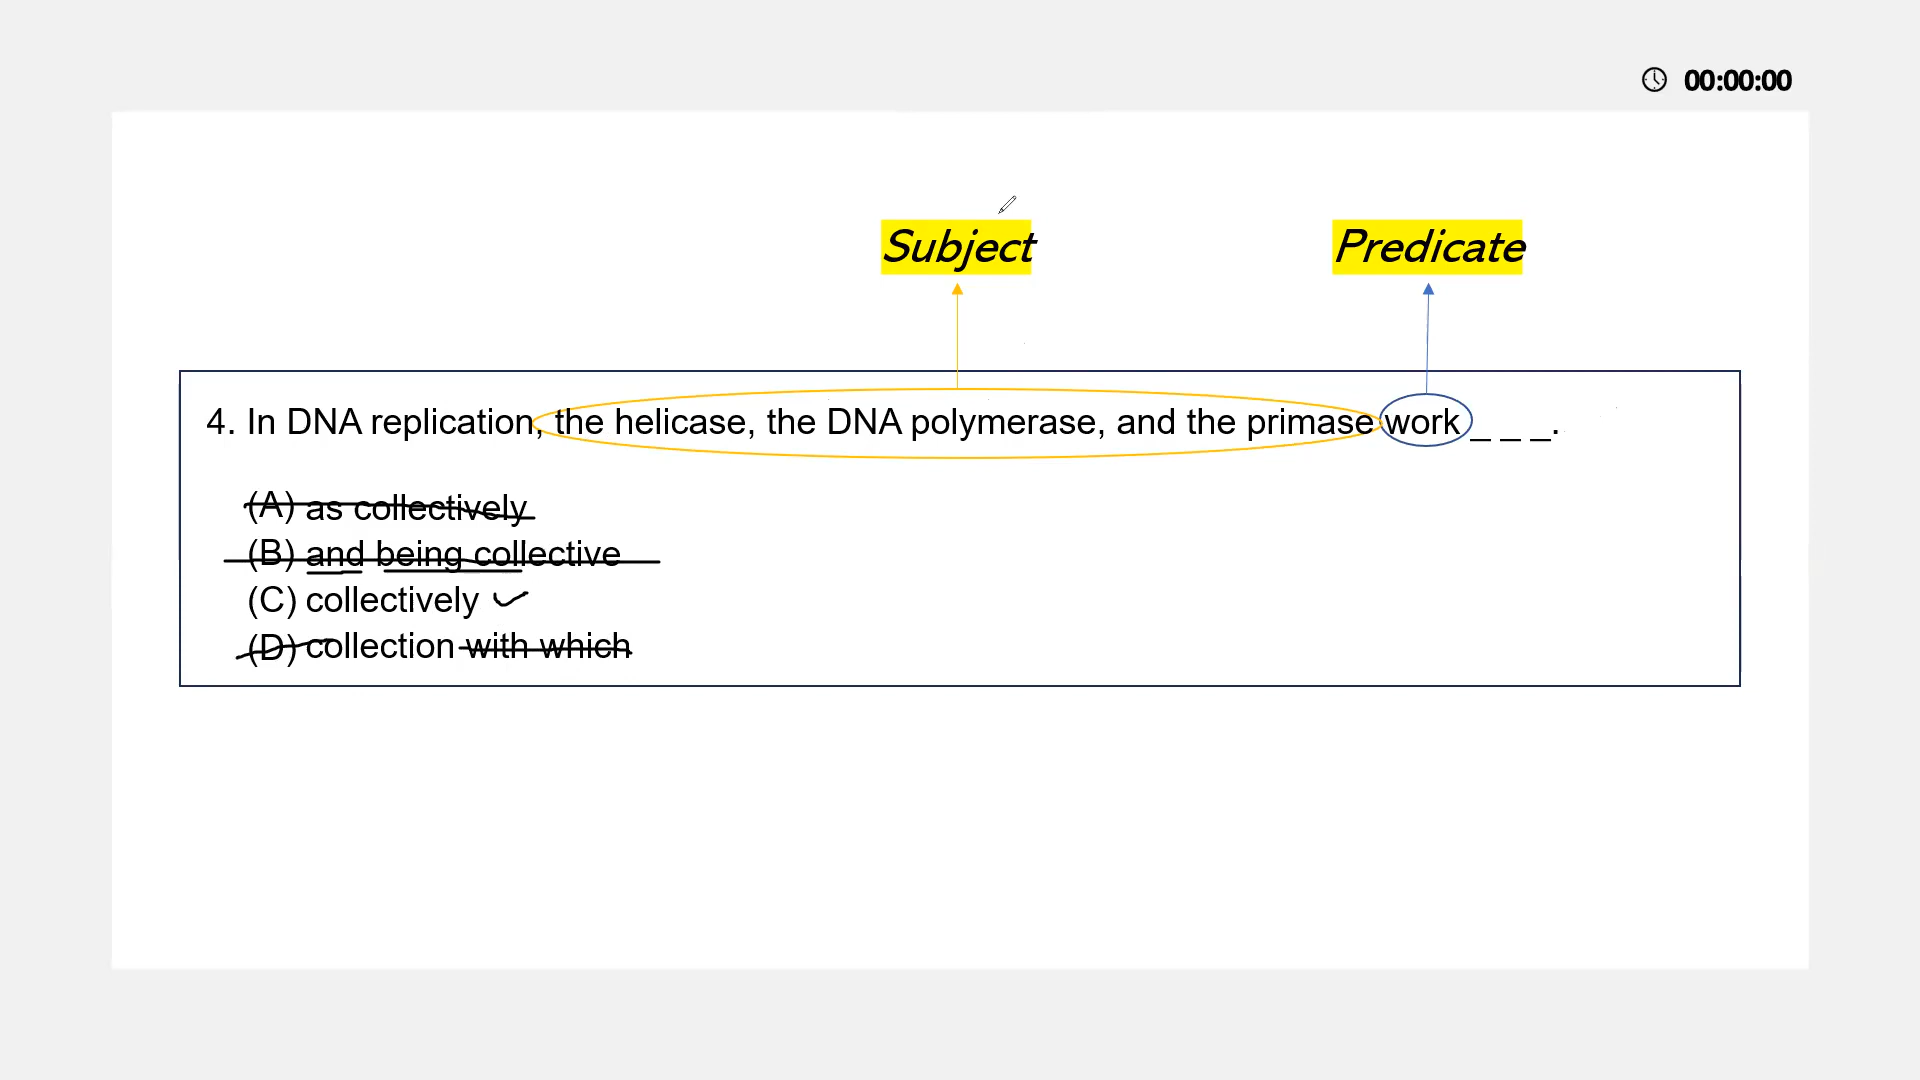 00:00:00
Subject Predicate
4. In DNA replication, the helicase, the DNA polymerase, and the primase work _ _ _.
(A) as collectively
(B) and being collective
(C) collectively
(D) collection with which